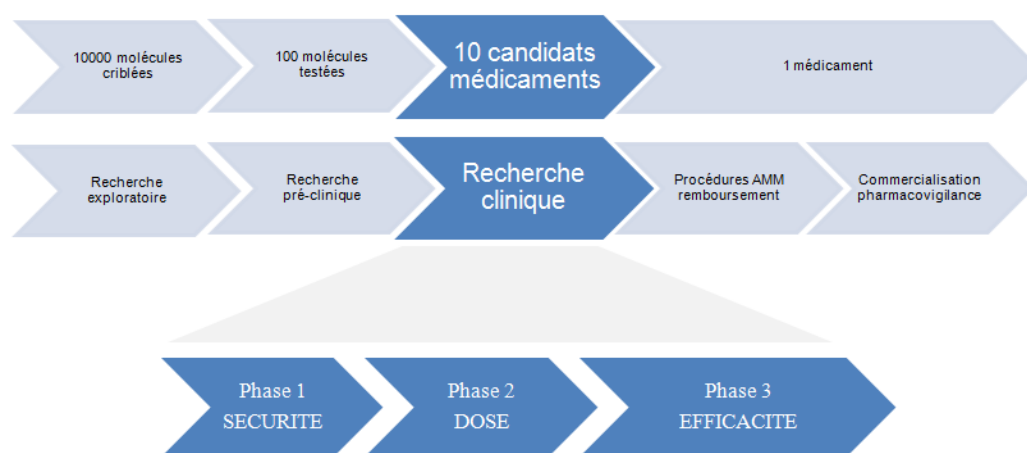 10000 molécules
criblées
100 molécules
testées
10 candidats
médicaments
1 médicament
Recherche
exploratoire
Recherche
pré-clinique
Recherche
clinique
Procédures AMM
remboursement
Commercialisation
pharmacovigilance
Phase 1
SECURITE
Phase 2
DOSE
Phase 3
EFFICACITE